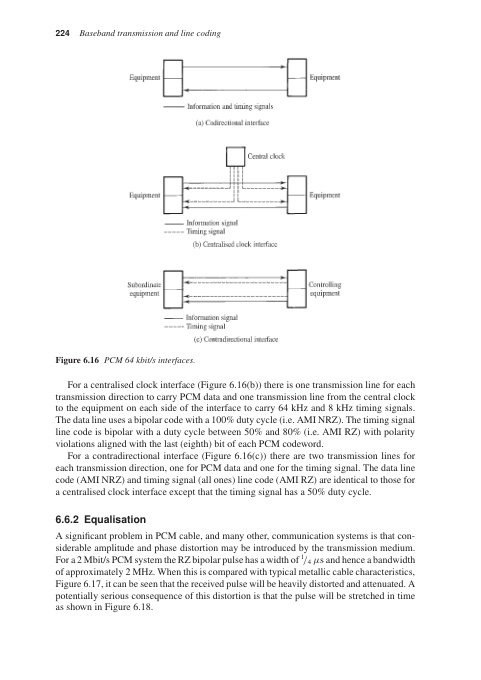 224 Baseband transmission and line coding
Equipment Equipment
Information and timing signals
(a) Codirectional interface
Central clock
Equipment Equipment
Information signal
Timing signal
(b) Centralised clock interface
Subordinate Controlling
equipment equipment
Information signal
Timing signal
(c) Contradirectional interface
Figure 6.16 PCM 64 kbit/s interfaces.
For a centralised clock interface (Figure 6.16(b)) there is one transmission line for each
transmission direction to carry PCM data and one transmission line from the central clock
to the equipment on each side of the interface to carry 64 kHz and 8 kHz timing signals.
The data line uses a bipolar code with a 100% duty cycle (i.e. AMI NRZ). The timing signal
line code is bipolar with a duty cycle between 50% and 80% (i.e. AMI RZ) with polarity
violations aligned with the last (eighth) bit of each PCM codeword.
For a contradirectional interface (Figure 6.16(c)) there are two transmission lines for
each transmission direction, one for PCM data and one for the timing signal. The data line
code (AMI NRZ) and timing signal (all ones) line code (AMI RZ) are identical to those for
a centralised clock interface except that the timing signal has a 50% duty cycle.
6.6.2 Equalisation
A significant problem in PCM cable, and many other, communication systems is that con-
siderable amplitude and phase distortion may be introduced by the transmission medium.
For a 2 Mbit/s PCM system the RZ bipolar pulse has a width of 1/4 μs and hence a bandwidth
of approximately 2 MHz. When this is compared with typical metallic cable characteristics,
Figure 6.17, it can be seen that the received pulse will be heavily distorted and attenuated. A
potentially serious consequence of this distortion is that the pulse will be stretched in time
as shown in Figure 6.18.